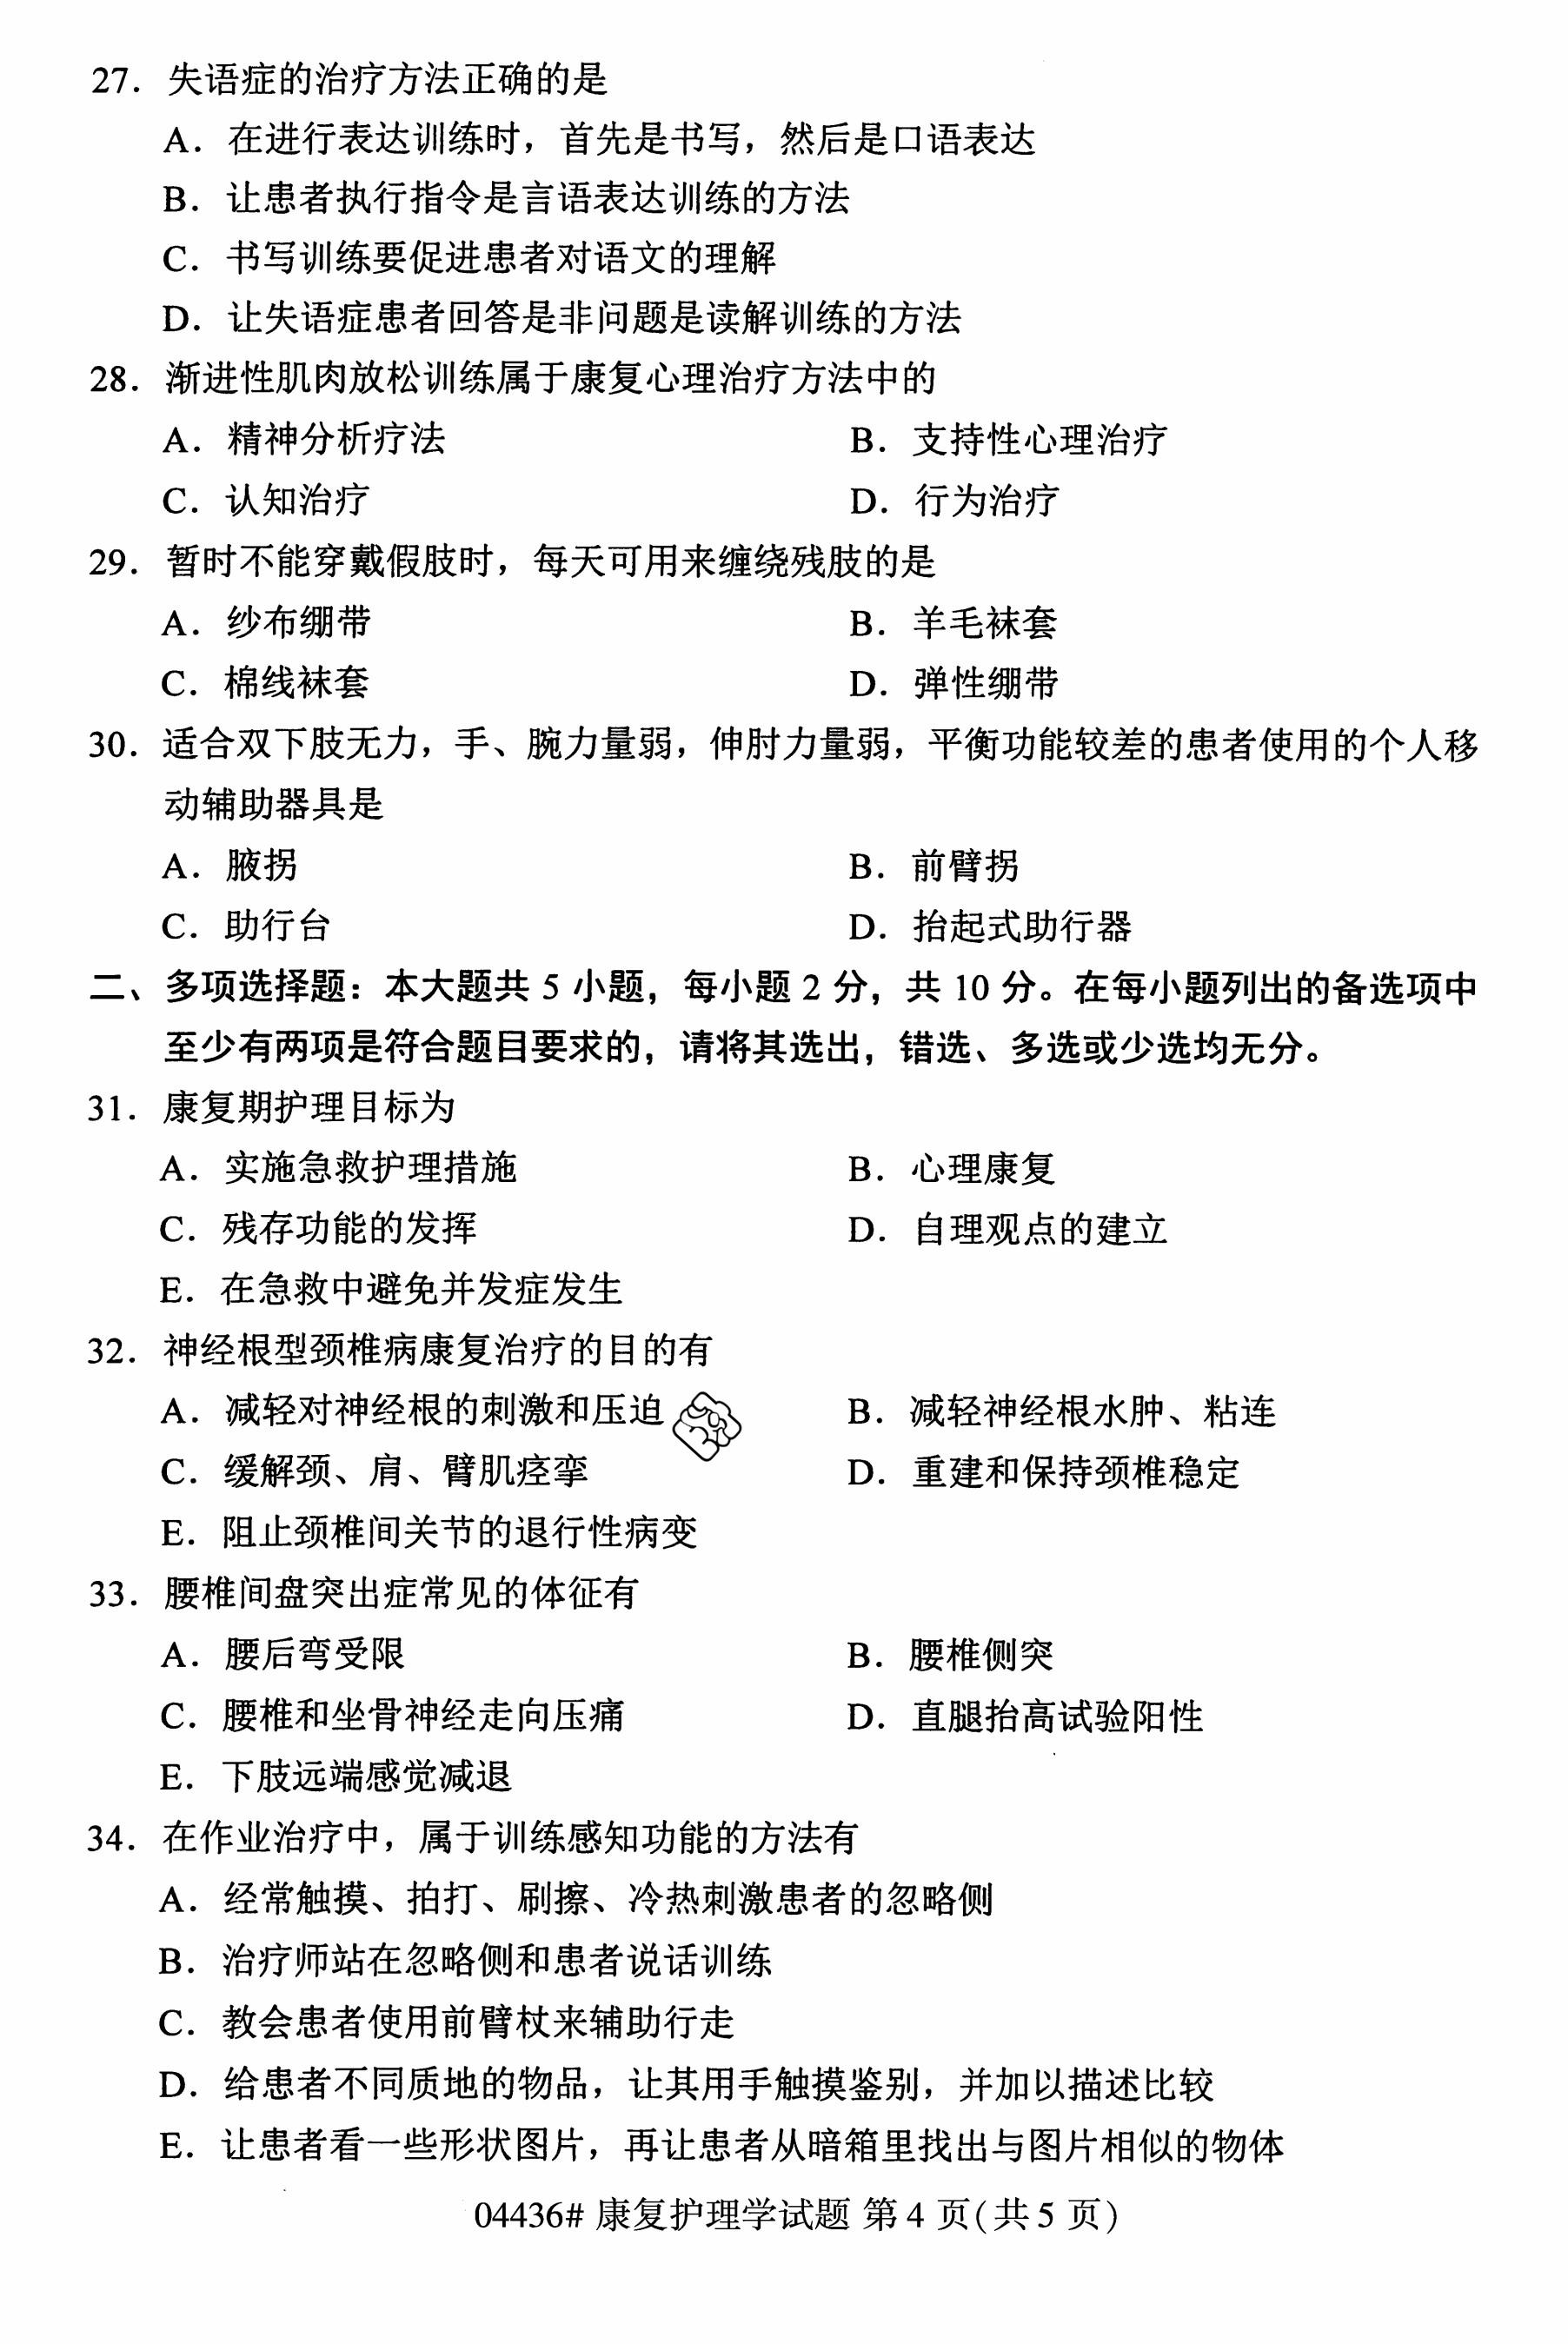 27. 失语症的治疗方法正确的是
A. 在进行表达训练时，首先是书写，然后是口语表达
B. 让患者执行指令是言语表达训练的方法
C. 书写训练要促进患者对语文的理解
D. 让失语症患者回答是非问题是读解训练的方法
28. 渐进性肌肉放松训练属于康复心理治疗方法中的
A. 精神分析疗法 B. 支持性心理治疗
C. 认知治疗 D. 行为治疗
29. 暂时不能穿戴假肢时，每天可用来缠绕残肢的是
A. 纱布绷带 B. 羊毛袜套
C. 棉线袜套 D. 弹性绷带
30. 适合双下肢无力，手、腕力量弱，伸肘力量弱，平衡功能较差的患者使用的个人移
动辅助器具是
A. 腋拐 B. 前臂拐
C. 助行台 D. 抬起式助行器
二、多项选择题：本大题共 5 小题，每小题 2 分，共 10 分。在每小题列出的备选项中
至少有两项是符合题目要求的，请将其选出，错选、多选或少选均无分。
31. 康复期护理目标为
A. 实施急救护理措施 B. 心理康复
C. 残存功能的发挥 D. 自理观点的建立
E. 在急救中避免并发症发生
32. 神经根型颈椎病康复治疗的目的有
A. 减轻对神经根的刺激和压迫 B. 减轻神经根水肿、粘连
C. 缓解颈、肩、臂肌痉挛 D. 重建和保持颈椎稳定
E. 阻止颈椎间关节的退行性病变
33. 腰椎间盘突出症常见的体征有
A. 腰后弯受限 B. 腰椎侧突
C. 腰椎和坐骨神经走向压痛 D. 直腿抬高试验阳性
E. 下肢远端感觉减退
34. 在作业治疗中，属于训练感知功能的方法有
A. 经常触摸、拍打、刷擦、冷热刺激患者的忽略侧
B. 治疗师站在忽略侧和患者说话训练
C. 教会患者使用前臂杖来辅助行走
D. 给患者不同质地的物品，让其用手触摸鉴别，并加以描述比较
E. 让患者看一些形状图片，再让患者从暗箱里找出与图片相似的物体
04436# 康复护理学试题 第 4 页(共 5 页)